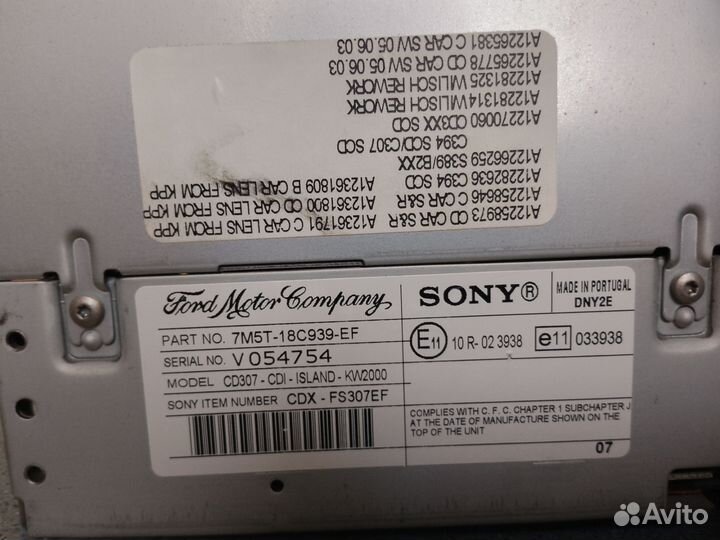 A12258973 CD CAR S&R
A12258646 C CAR S&R
A12282636 C394 SCD
A12266259 S389/B2XX
C394 SCD/C307 SCD
A12270060 CD3XX SCD
A12281314 WILISCH REWORK
A12281325 WILISCH REWORK
A12265778 CD CAR SW 05.06.03
A12265381 C CAR SW 05.06.03
A12361791 C CAR LENS FROM KPP
A12361800 CD CAR LENS FROM KPP
A12361809 B CAR LENS FROM KPP
Ford Motor Company
PART NO. 7M5T-18C939-EF
SERIAL NO. V 054754
MODEL CD307 - CDI - ISLAND - KW2000
SONY ITEM NUMBER CDX - FS307EF
SONY®
MADE IN PORTUGAL
DNY2E
E11 10 R- 02 3938
e11 033938
COMPLIES WITH C. F. C. CHAPTER 1 SUBCHAPTER J
AT THE DATE OF MANUFACTURE SHOWN ON THE
TOP OF THE UNIT
07
Avito